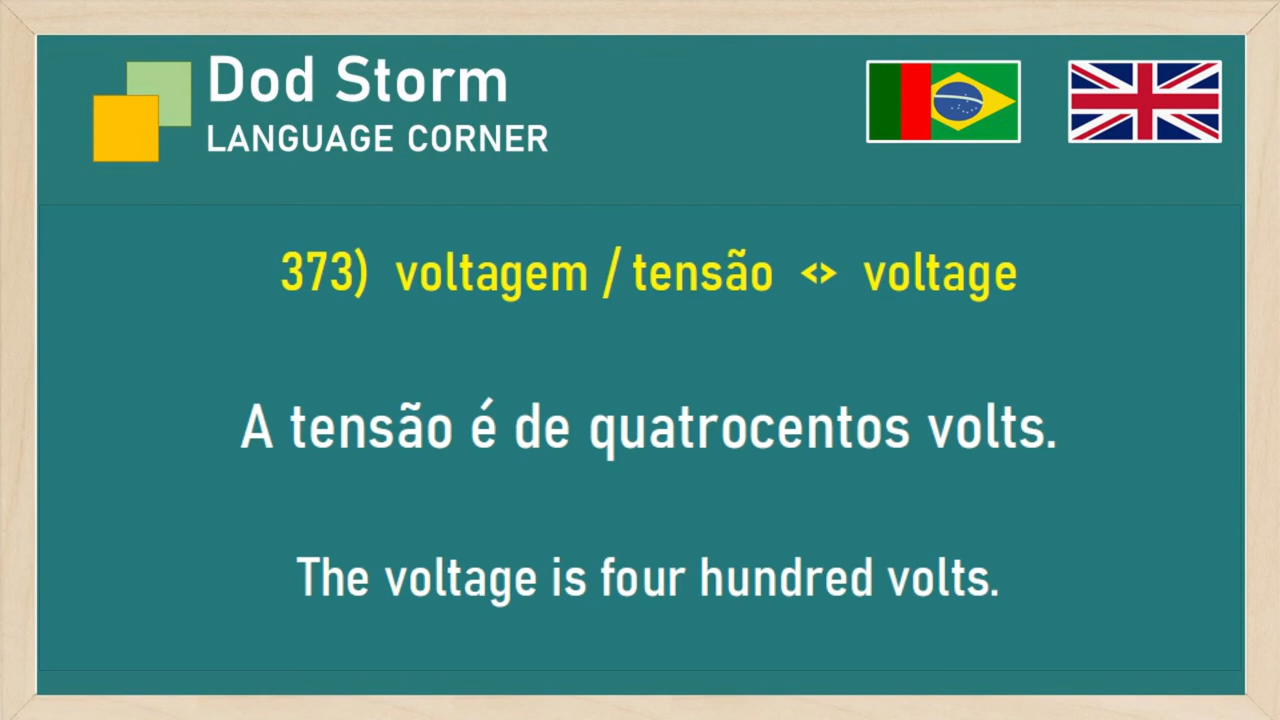 Dod Storm
LANGUAGE CORNER
373) voltagem / tensão <> voltage
A tensão é de quatrocentos volts.
The voltage is four hundred volts.